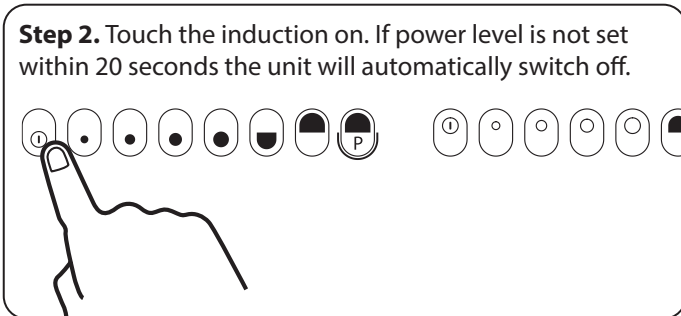 Step 2. Touch the induction on. If power level is not set
within 20 seconds the unit will automatically switch off.
P